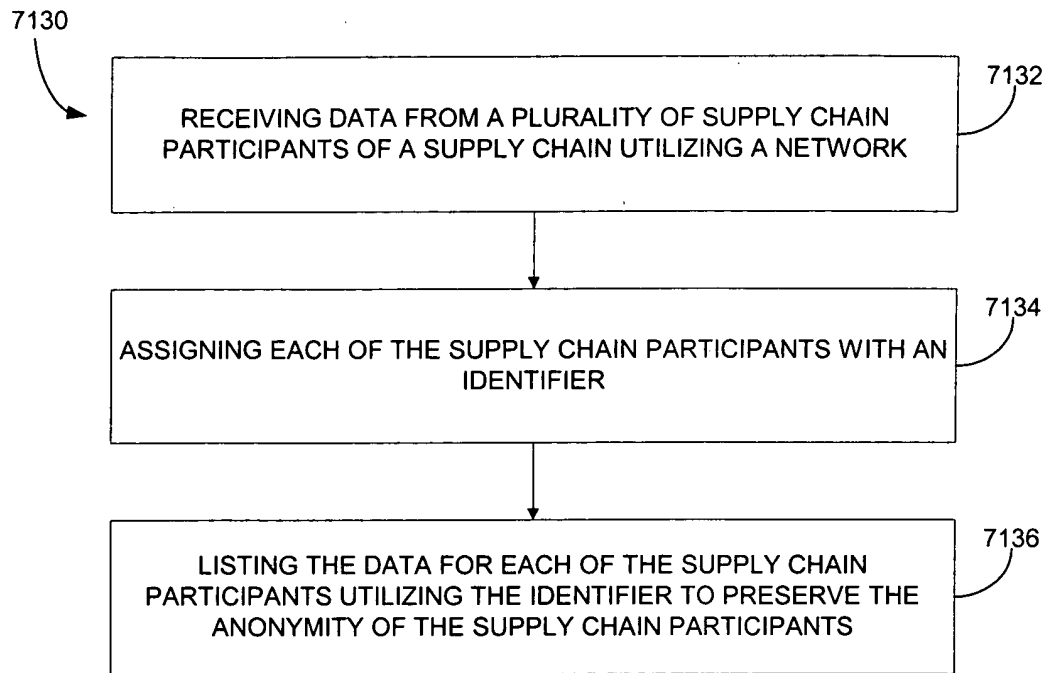 7130
7132
RECEIVING DATA FROM A PLURALITY OF SUPPLY CHAIN
PARTICIPANTS OF A SUPPLY CHAIN UTILIZING A NETWORK
7134
ASSIGNING EACH OF THE SUPPLY CHAIN PARTICIPANTS WITH AN
IDENTIFIER
7136
LISTING THE DATA FOR EACH OF THE SUPPLY CHAIN
PARTICIPANTS UTILIZING THE IDENTIFIER TO PRESERVE THE
ANONYMITY OF THE SUPPLY CHAIN PARTICIPANTS